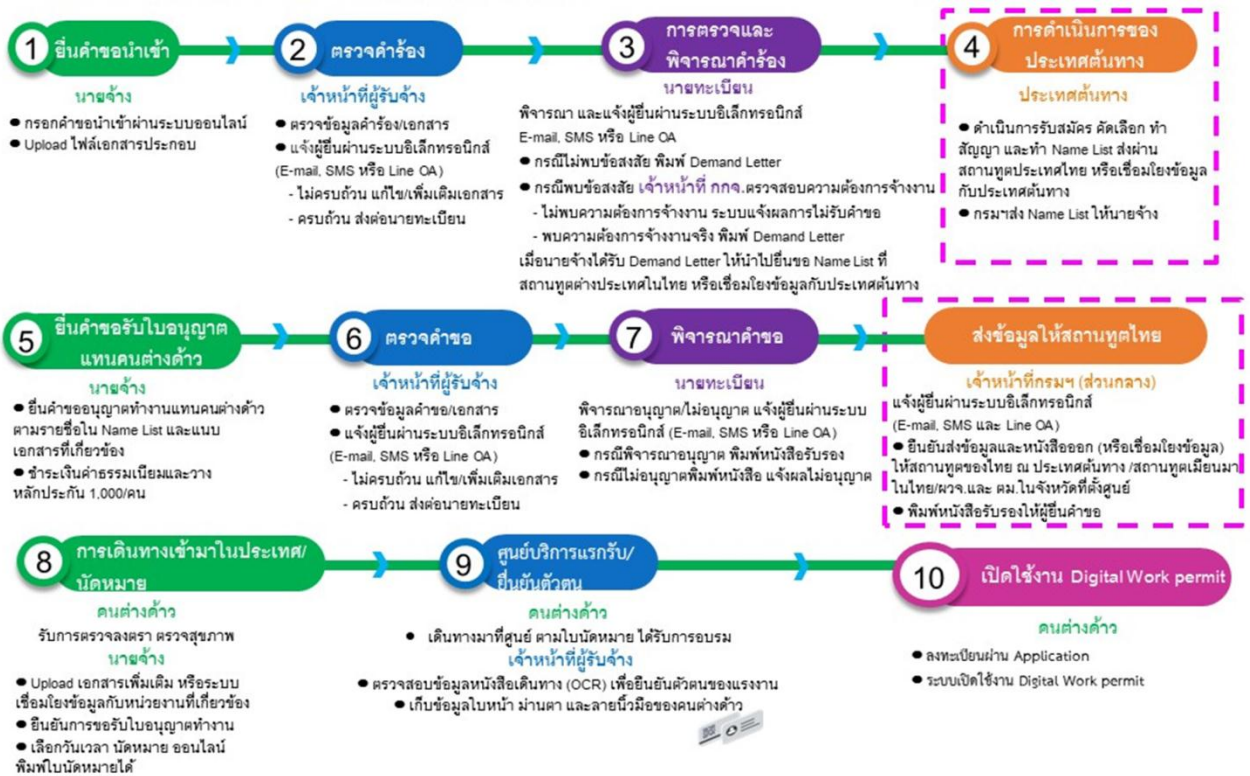 1 ยื่นคำขอนำเข้า
นายจ้าง
● กรอกคำขอนำเข้าผ่านระบบออนไลน์
● Upload ไฟล์เอกสารประกอบ
2 ตรวจคำร้อง
เจ้าหน้าที่ผู้รับจ้าง
● ตรวจข้อมูลคำร้อง/เอกสาร
● แจ้งผู้ยื่นผ่านระบบอิเล็กทรอนิกส์
(E-mail, SMS หรือ Line OA)
- ไม่ครบถ้วน แก้ไข/เพิ่มเติมเอกสาร
- ครบถ้วน ส่งต่อนายทะเบียน
3 การตรวจและ
พิจารณาคำร้อง
นายทะเบียน
พิจารณา และแจ้งผู้ยื่นผ่านระบบอิเล็กทรอนิกส์
E-mail, SMS หรือ Line OA
● กรณีไม่พบข้อสงสัย พิมพ์ Demand Letter
● กรณีพบข้อสงสัย เจ้าหน้าที่ กกจ.ตรวจสอบความต้องการจ้างงาน
- ไม่พบความต้องการจ้างงาน ระบบแจ้งผลการไม่รับคำขอ
- พบความต้องการจ้างงานจริง พิมพ์ Demand Letter
เมื่อนายจ้างได้รับ Demand Letter ให้นำไปยื่นขอ Name List ที่
สถานทูตต่างประเทศในไทย หรือเชื่อมโยงข้อมูลกับประเทศต้นทาง
4 การดำเนินการของ
ประเทศต้นทาง
ประเทศต้นทาง
● ดำเนินการรับสมัคร คัดเลือก ทำ
สัญญา และทำ Name List ส่งผ่าน
สถานทูตประเทศไทย หรือเชื่อมโยงข้อมูล
กับประเทศต้นทาง
● กรมฯส่ง Name List ให้นายจ้าง
5 ยื่นคำขอรับใบอนุญาต
แทนคนต่างด้าว
นายจ้าง
● ยื่นคำขออนุญาตทำงานแทนคนต่างด้าว
ตามรายชื่อใน Name List และแนบ
เอกสารที่เกี่ยวข้อง
● ชำระเงินค่าธรรมเนียมและวาง
หลักประกัน 1,000/คน
6 ตรวจคำขอ
เจ้าหน้าที่ผู้รับจ้าง
● ตรวจข้อมูลคำขอ/เอกสาร
● แจ้งผู้ยื่นผ่านระบบอิเล็กทรอนิกส์
(E-mail, SMS หรือ Line OA)
- ไม่ครบถ้วน แก้ไข/เพิ่มเติมเอกสาร
- ครบถ้วน ส่งต่อนายทะเบียน
7 พิจารณาคำขอ
นายทะเบียน
พิจารณาอนุญาต/ไม่อนุญาต แจ้งผู้ยื่นผ่านระบบ
อิเล็กทรอนิกส์ (E-mail, SMS หรือ Line OA)
● กรณีพิจารณาอนุญาต พิมพ์หนังสือรับรอง
● กรณีไม่อนุญาตพิมพ์หนังสือ แจ้งผลไม่อนุญาต
ส่งข้อมูลให้สถานทูตไทย
เจ้าหน้าที่กรมฯ (ส่วนกลาง)
แจ้งผู้ยื่นผ่านระบบอิเล็กทรอนิกส์
(E-mail, SMS และ Line OA)
● ยืนยันส่งข้อมูลและหนังสือออก (หรือเชื่อมโยงข้อมูล)
ให้สถานทูตของไทย ณ ประเทศต้นทาง /สถานทูตเมียนมา
ในไทย/ผวจ.และ ตม.ในจังหวัดที่ตั้งศูนย์
● พิมพ์หนังสือรับรองให้ผู้ยื่นคำขอ
8 การเดินทางเข้ามาในประเทศ/
นัดหมาย
คนต่างด้าว
รับการตรวจลงตรา ตรวจสุขภาพ
นายจ้าง
● Upload เอกสารเพิ่มเติม หรือระบบ
เชื่อมโยงข้อมูลกับหน่วยงานที่เกี่ยวข้อง
● ยืนยันการขอรับใบอนุญาตทำงาน
● เลือกวันเวลา นัดหมาย ออนไลน์
พิมพ์ใบนัดหมายได้
9 ศูนย์บริการแรกรับ/
ยืนยันตัวตน
คนต่างด้าว
● เดินทางมาที่ศูนย์ ตามใบนัดหมาย ได้รับการอบรม
เจ้าหน้าที่ผู้รับจ้าง
● ตรวจสอบข้อมูลหนังสือเดินทาง (OCR) เพื่อยืนยันตัวตนของแรงงาน
● เก็บข้อมูลใบหน้า ม่านตา และลายนิ้วมือของคนต่างด้าว
10 เปิดใช้งาน Digital Work permit
คนต่างด้าว
● ลงทะเบียนผ่าน Application
● ระบบเปิดใช้งาน Digital Work permit